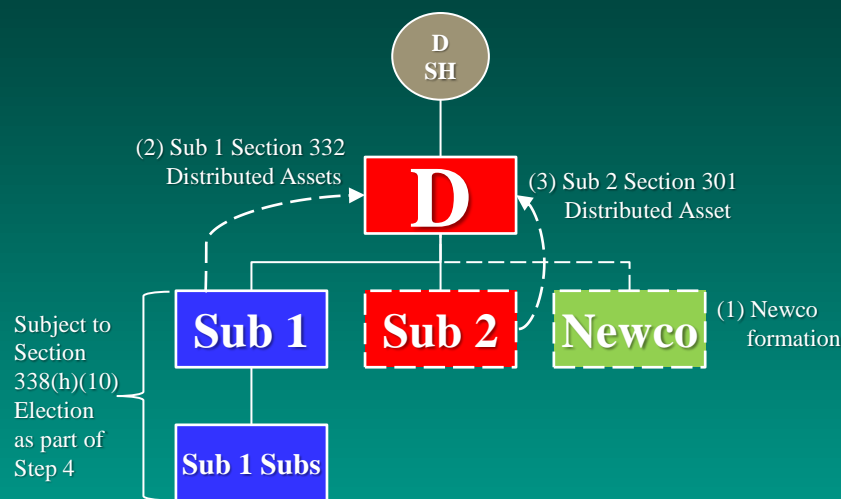 D
SH
(2) Sub 1 Section 332
Distributed Assets
D
(3) Sub 2 Section 301
Distributed Asset
Subject to
Section
338(h)(10)
Election
as part of
Step 4
Sub 1
Sub 2
Newco
(1) Newco
formation
Sub 1 Subs